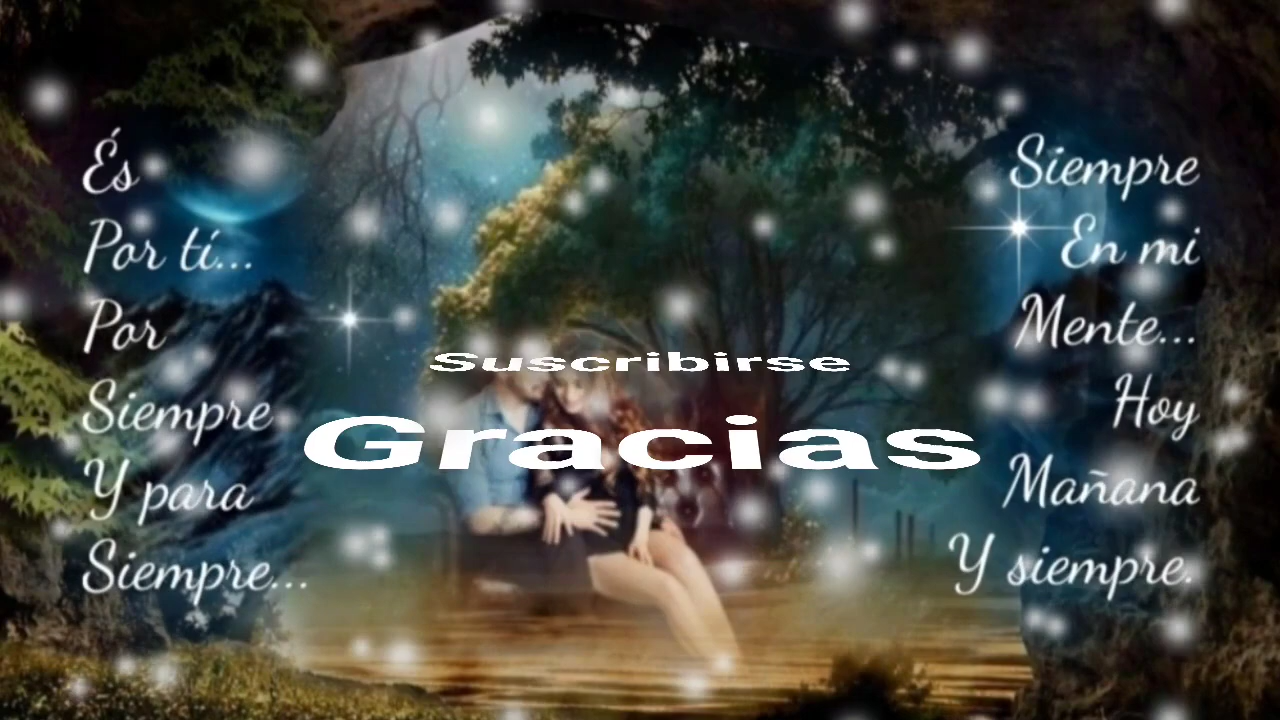 És
Por tí...
Por
Siempre
Y para
Siempre...
Suscribirse
Gracias
Siempre
En mi
Mente...
Hoy
Mañana
Y siempre.